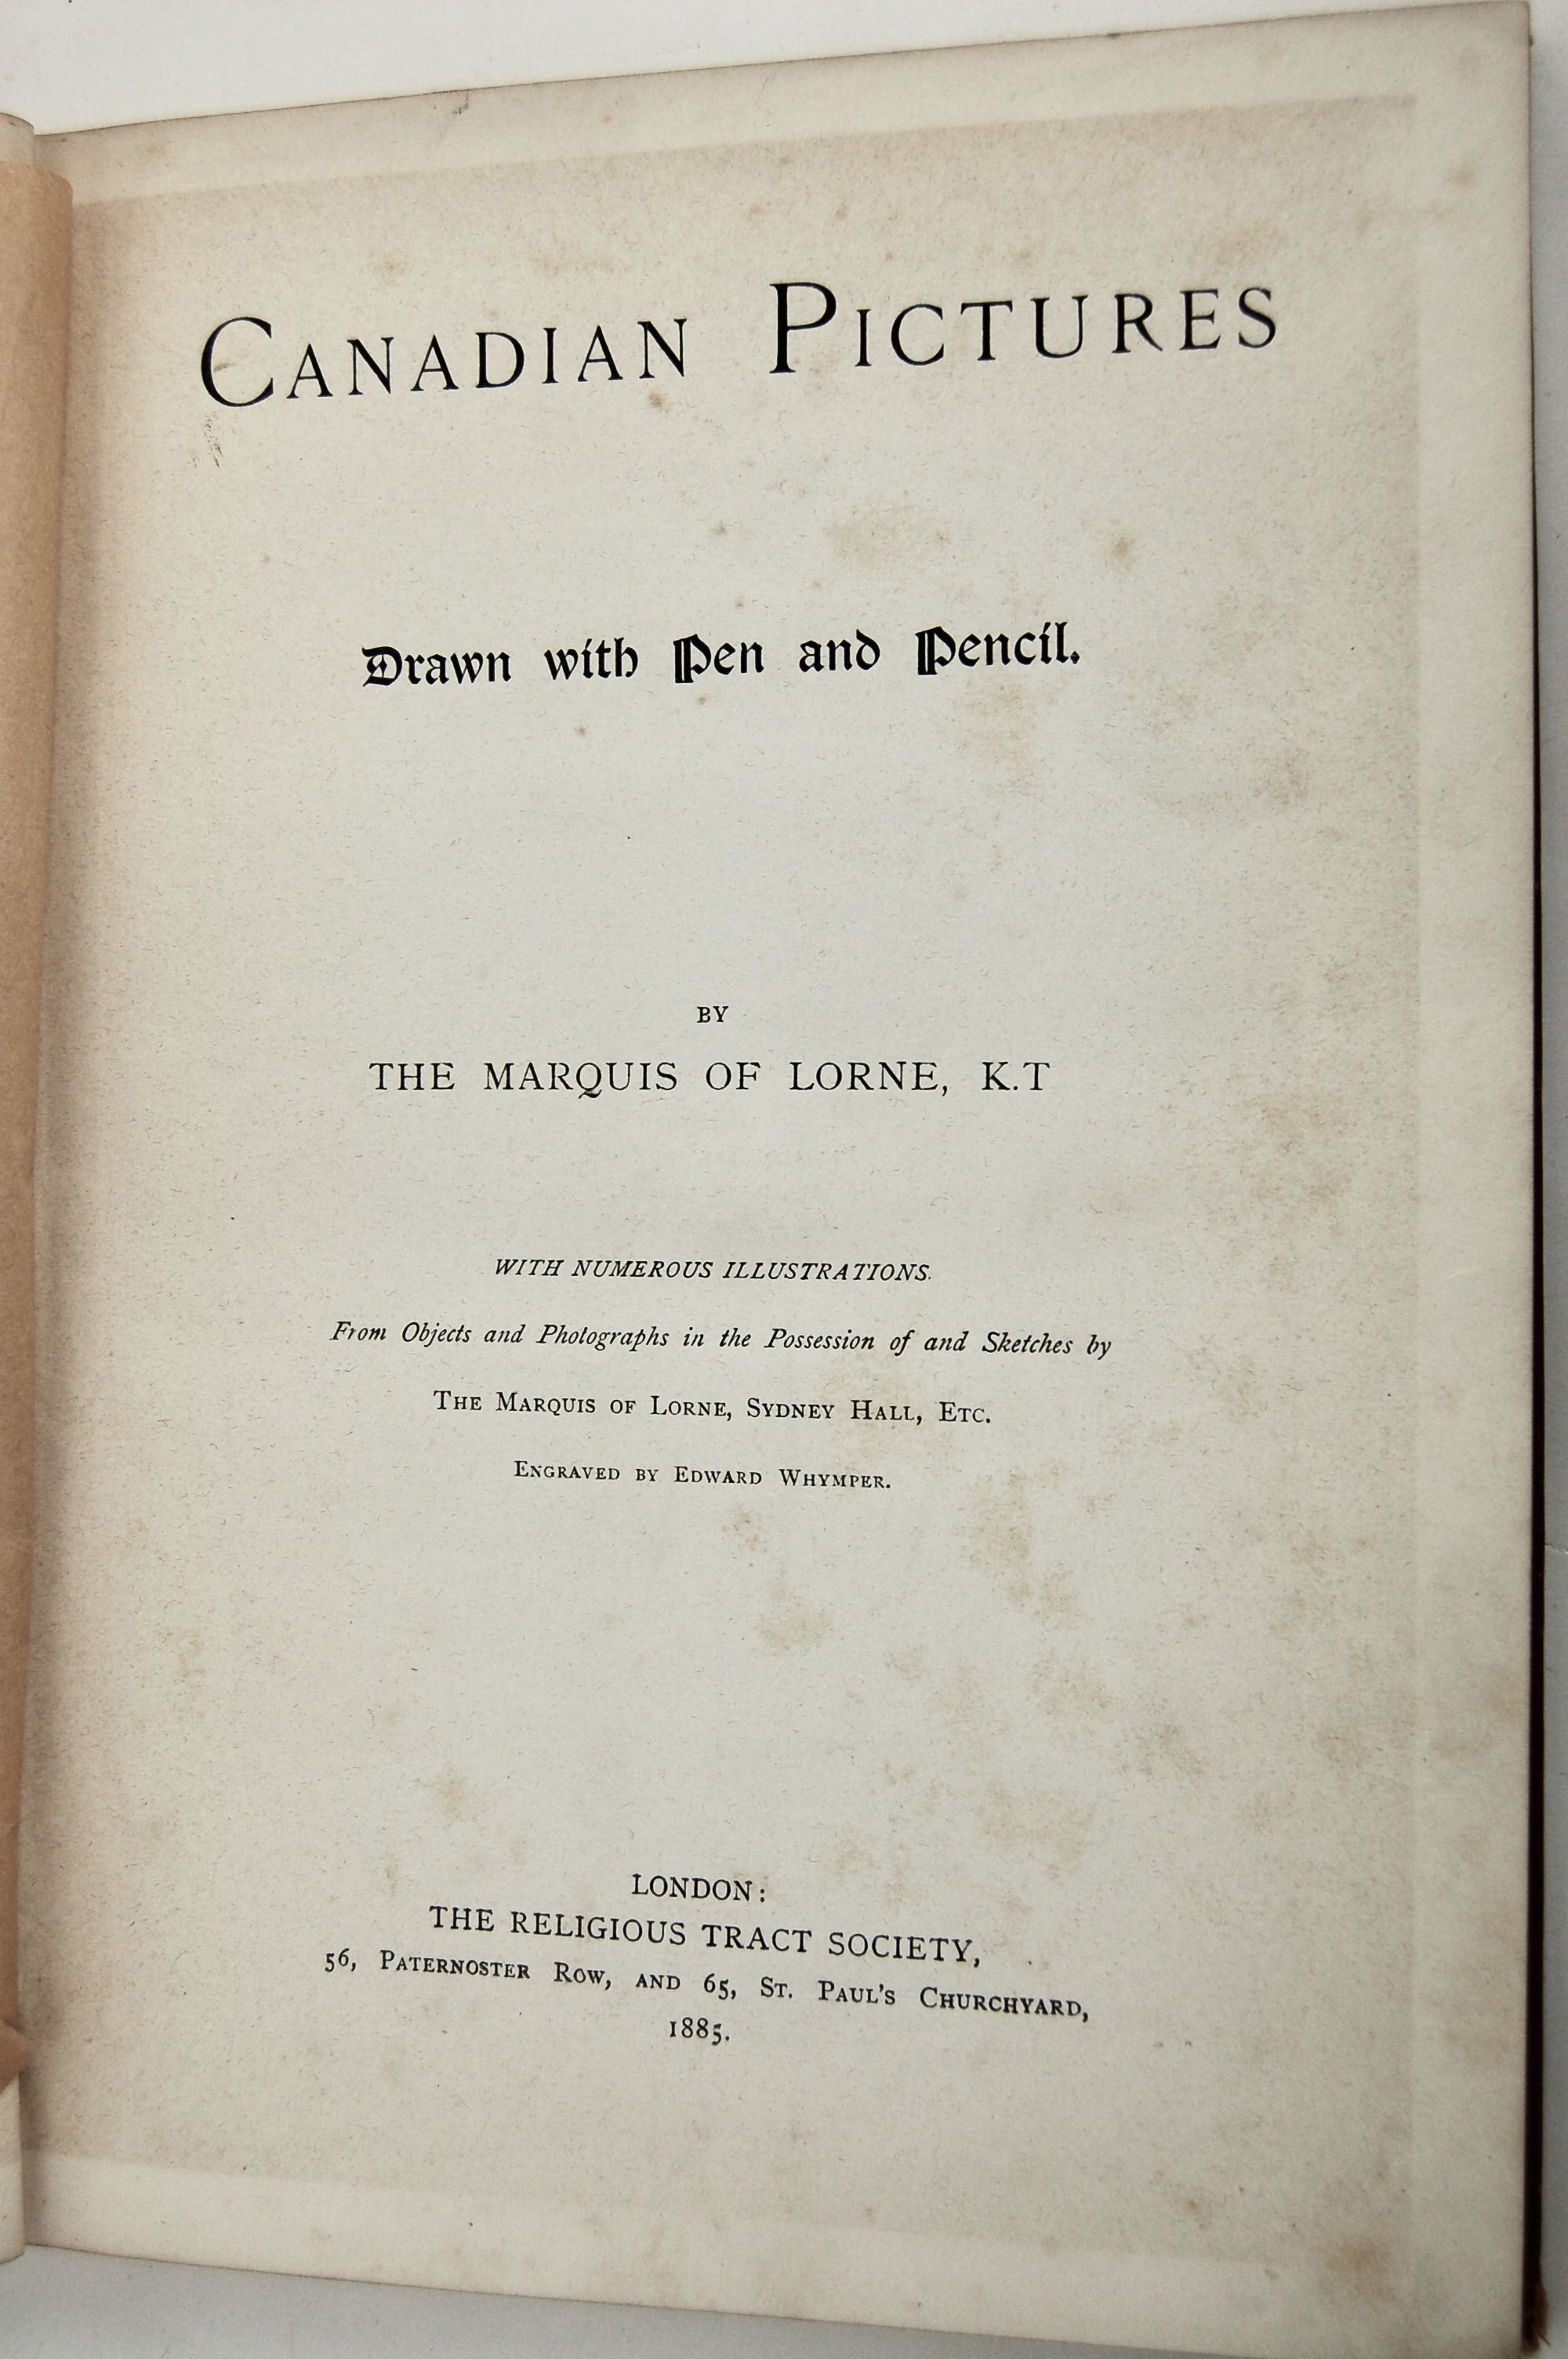 CANADIAN PICTURES
Drawn with Pen and Pencil.
BY
THE MARQUIS OF LORNE, K.T
WITH NUMEROUS ILLUSTRATIONS.
From Objects and Photographs in the Possession of and Sketches by
THE MARQUIS OF LORNE, SYDNEY HALL, ETC.
ENGRAVED BY EDWARD WHYMPER.
LONDON:
THE RELIGIOUS TRACT SOCIETY,
56, PATERNOSTER ROW, AND 65, ST. PAUL'S CHURCHYARD,
1885.